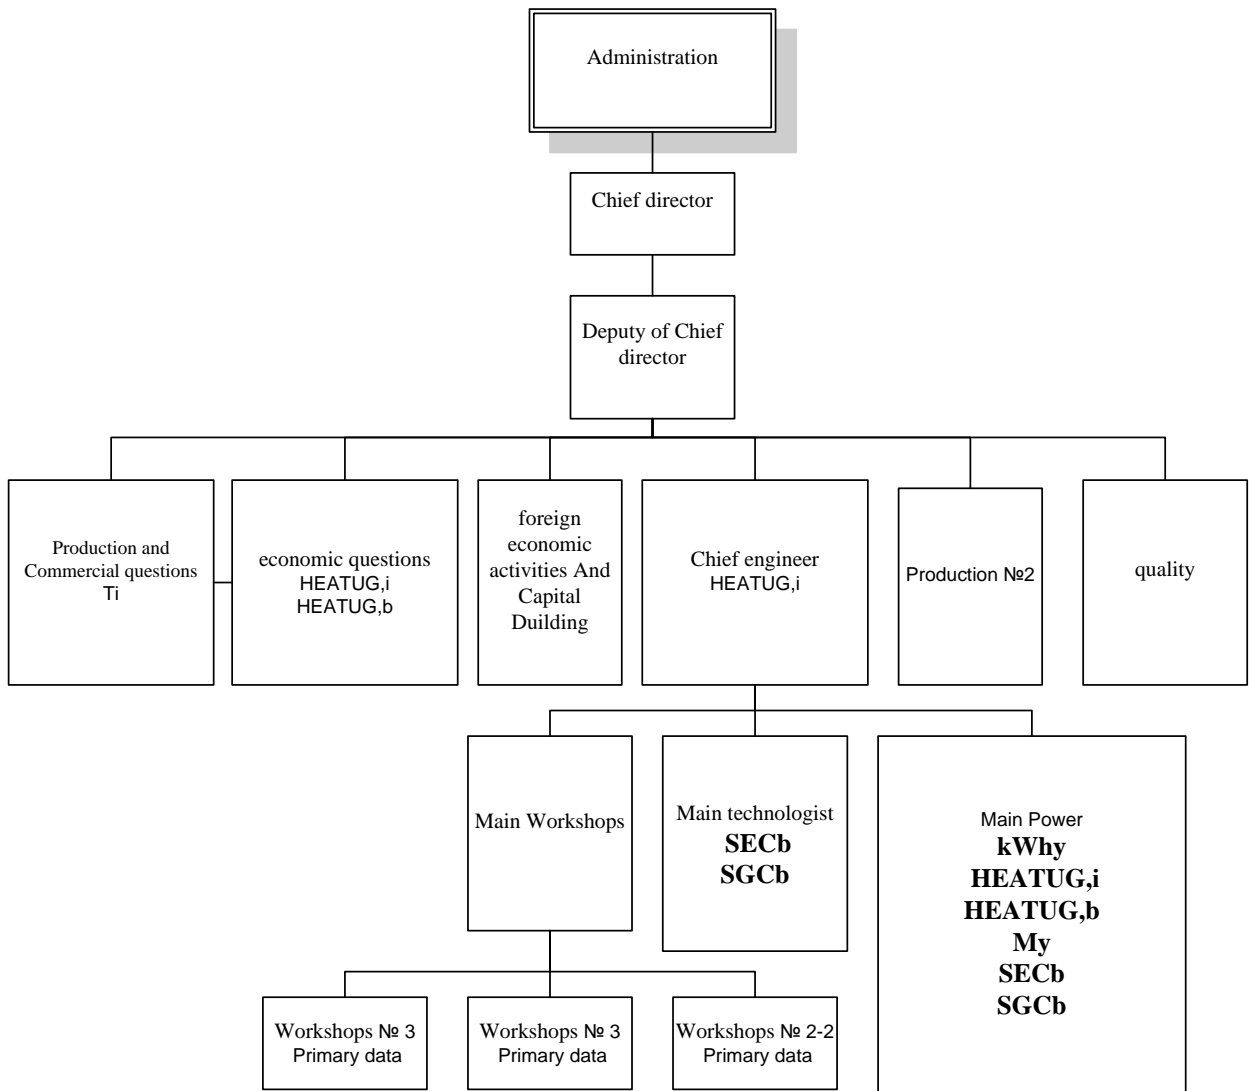 Administration
Chief director
Deputy of Chief
director
Production and
Commercial questions
Ti
economic questions
HEATUG,i
HEATUG,b
foreign
economic
activities And
Capital
Duilding
Chief engineer
HEATUG,i
Production №2
quality
Main Workshops
Main technologist
SECb
SGCb
Main Power
kWhy
HEATUG,i
HEATUG,b
My
SECb
SGCb
Workshops № 3
Primary data
Workshops № 3
Primary data
Workshops № 2-2
Primary data